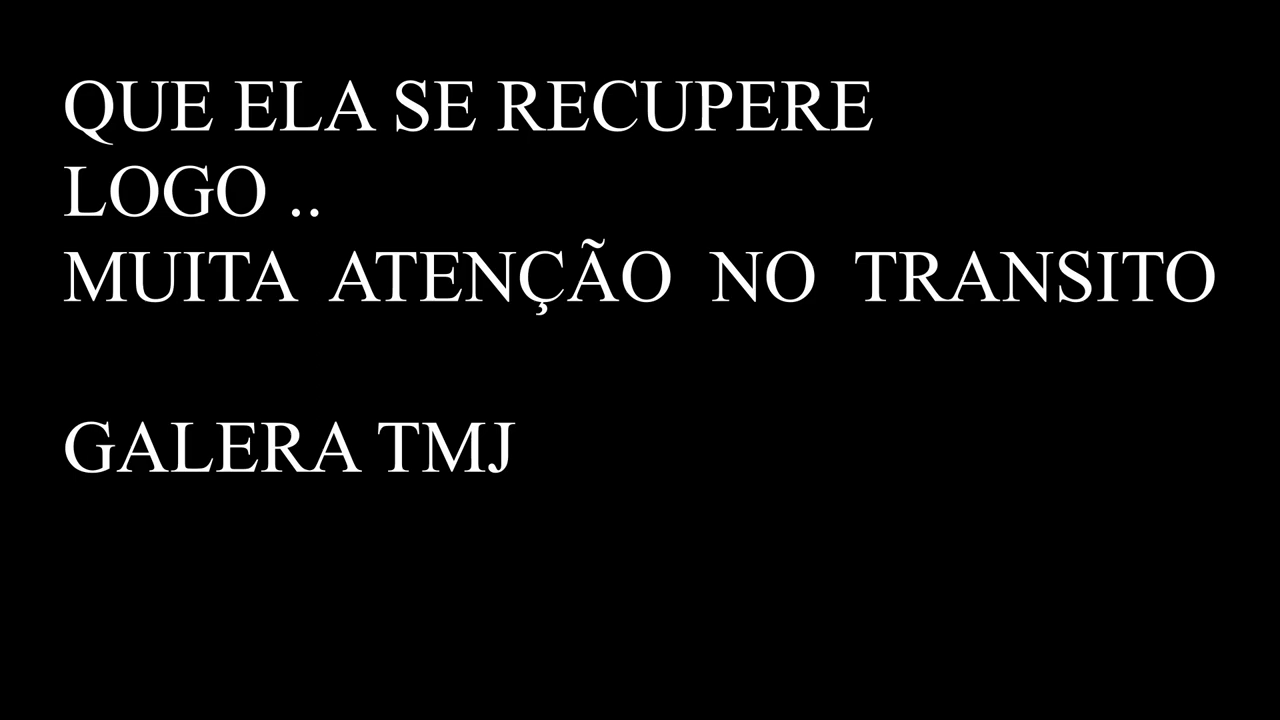 QUE ELA SE RECUPERE
LOGO ..
MUITA ATENÇÃO NO TRANSITO
GALERA TMJ